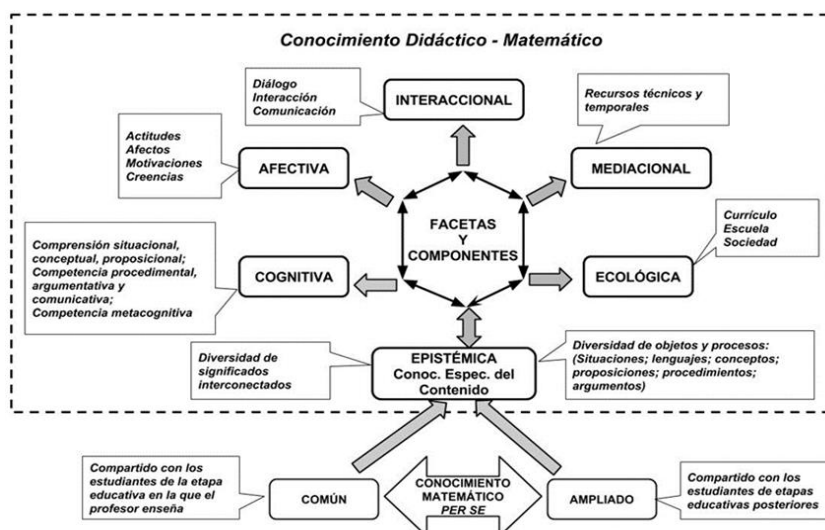 Conocimiento Didáctico - Matemático
Diálogo
Interacción
Comunicación
INTERACCIONAL
Recursos técnicos y
temporales
Actitudes
Afectos
Motivaciones
Creencias
AFECTIVA
MEDIACIONAL
FACETAS
Y
COMPONENTES
Currículo
Escuela
Sociedad
Comprensión situacional,
conceptual, proposicional;
Competencia procedimental,
argumentativa y
comunicativa;
Competencia metacognitiva
COGNITIVA
ECOLÓGICA
Diversidad de
significados
interconectados
EPISTÉMICA
Conoc. Espec. del
Contenido
Diversidad de objetos y procesos:
(Situaciones; lenguajes; conceptos;
proposiciones; procedimientos;
argumentos)
Compartido con los
estudiantes de la etapa
educativa en la que el
profesor enseña
COMÚN
CONOCIMIENTO
MATEMÁTICO
PER SE
AMPLIADO
Compartido con los
estudiantes de etapas
educativas posteriores